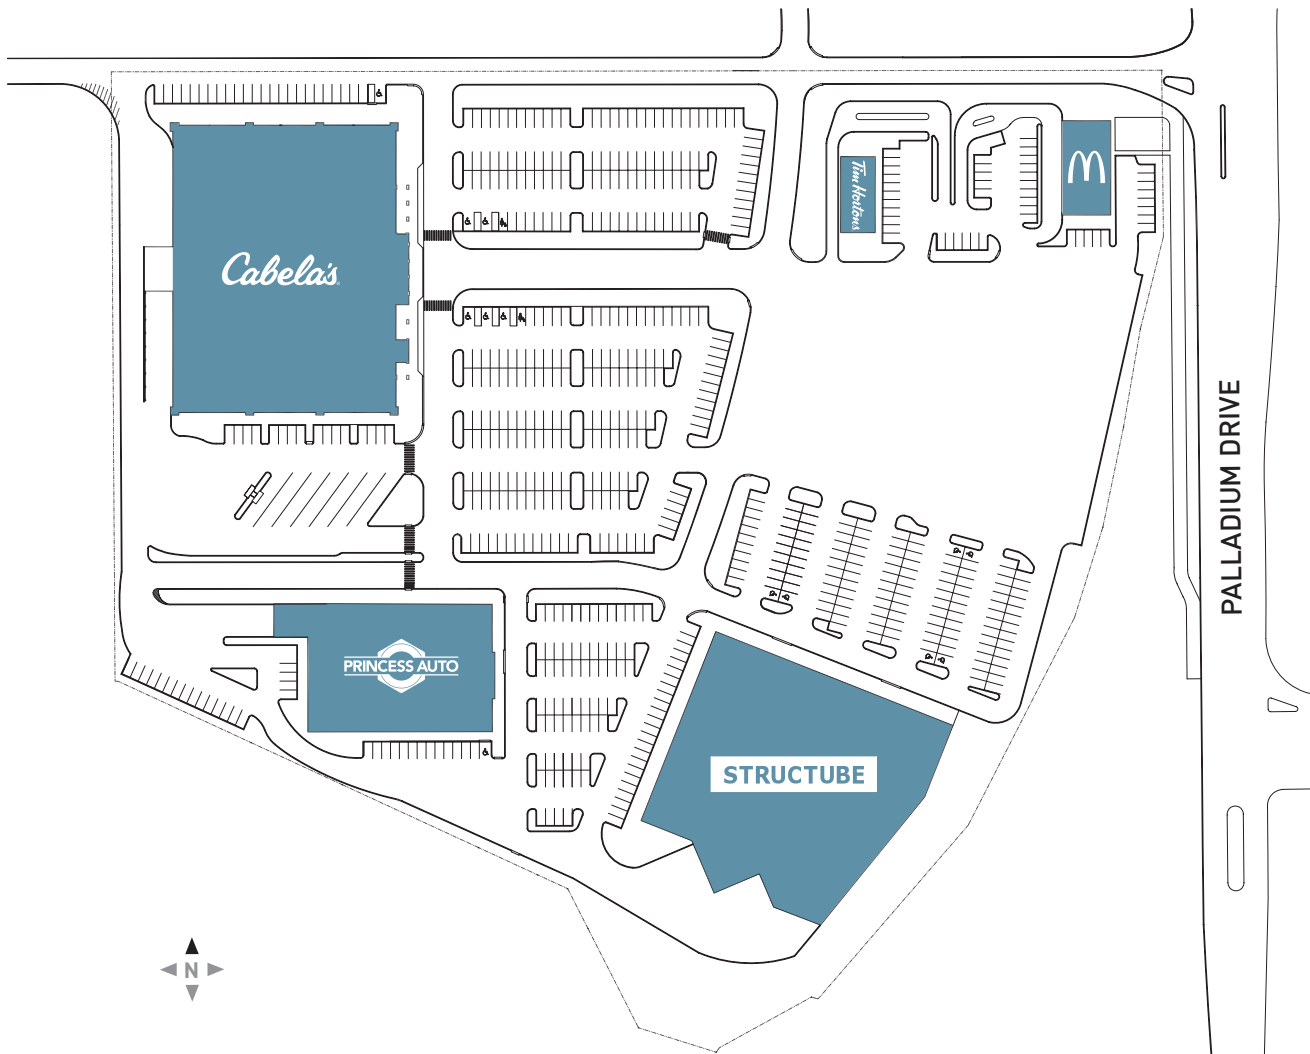 Cabela's
Tim Hortons
PALLADIUM DRIVE
PRINCESS AUTO
STRUCTUBE
N